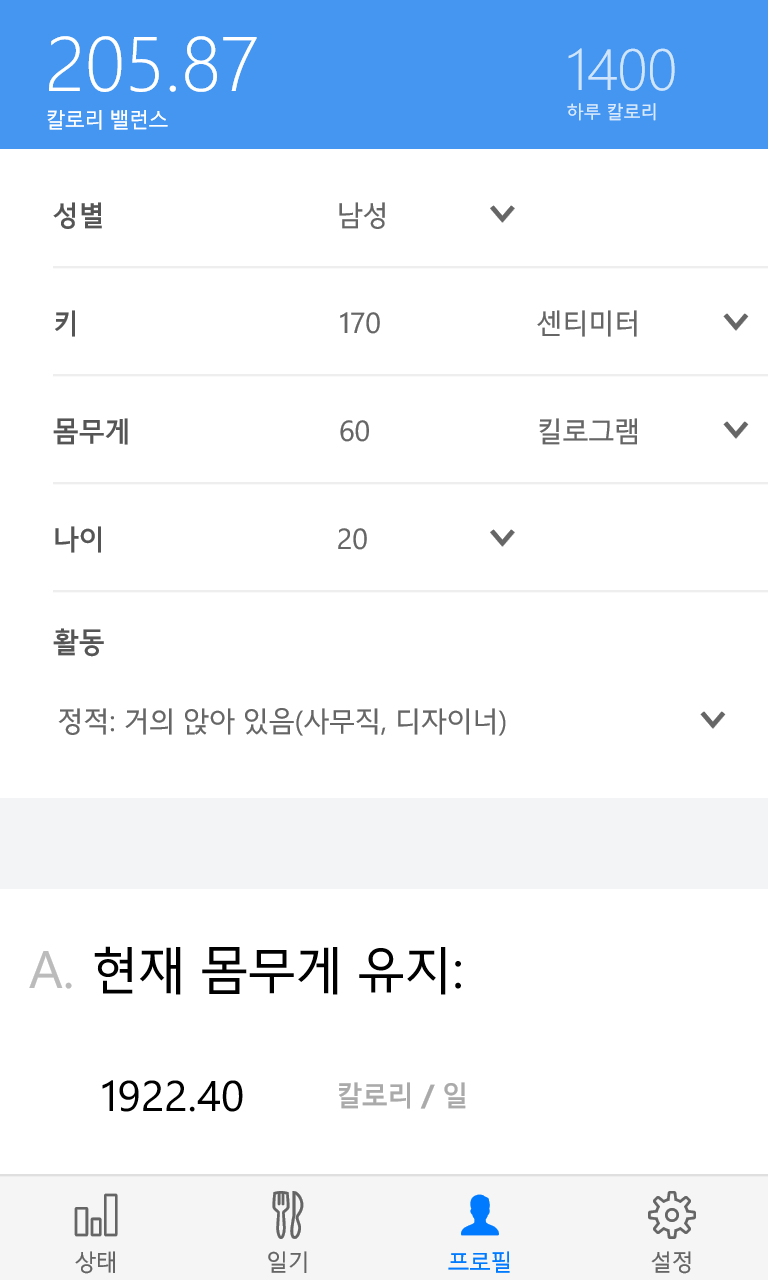 205.87 1400
칼로리 밸런스 하루 칼로리
성별 남성
키 170 센티미터
몸무게 60 킬로그램
나이 20
활동
정적: 거의 앉아 있음(사무직, 디자이너)
A. 현재 몸무게 유지:
1922.40 칼로리 / 일
상태 일기 프로필 설정